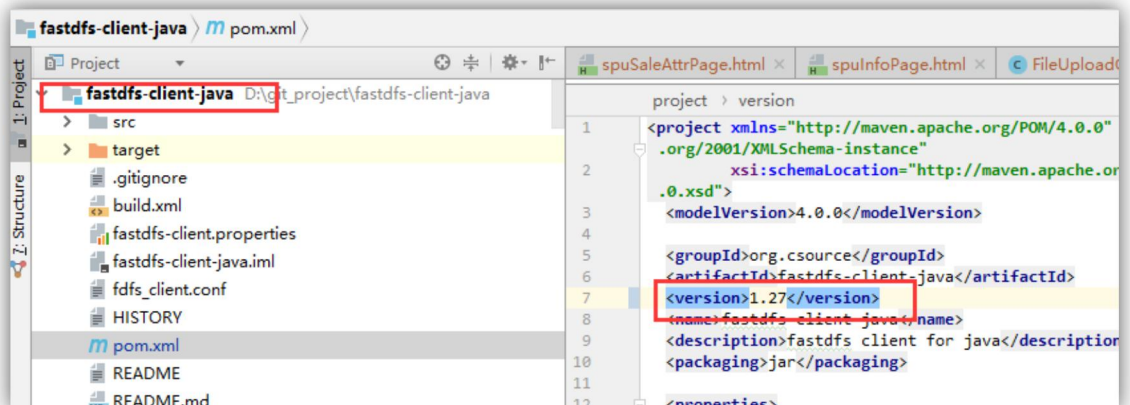 fastdfs-client-java
m pom.xml
1: Project
7: Structure
Project
fastdfs-client-java D:\git_project\fastdfs-client-java
src
target
.gitignore
build.xml
fastdfs-client.properties
fastdfs-client-java.iml
fdfs_client.conf
HISTORY
m pom.xml
README
README.md
spuSaleAttrPage.html
spuInfoPage.html
FileUpload
project › version
1 <project xmlns="http://maven.apache.org/POM/4.0.0"
.org/2001/XMLSchema-instance"
2 xsi:schemaLocation="http://maven.apache.or
.0.xsd">
3 <modelVersion>4.0.0</modelVersion>
4
5 <groupId>org.csource</groupId>
6 <artifactId>fastdfs-client-java</artifactId>
7 <version>1.27</version>
8 <name>fastdfs client java</name>
9 <description>fastdfs client for java</description
10 <packaging>jar</packaging>
11
12 <properties>